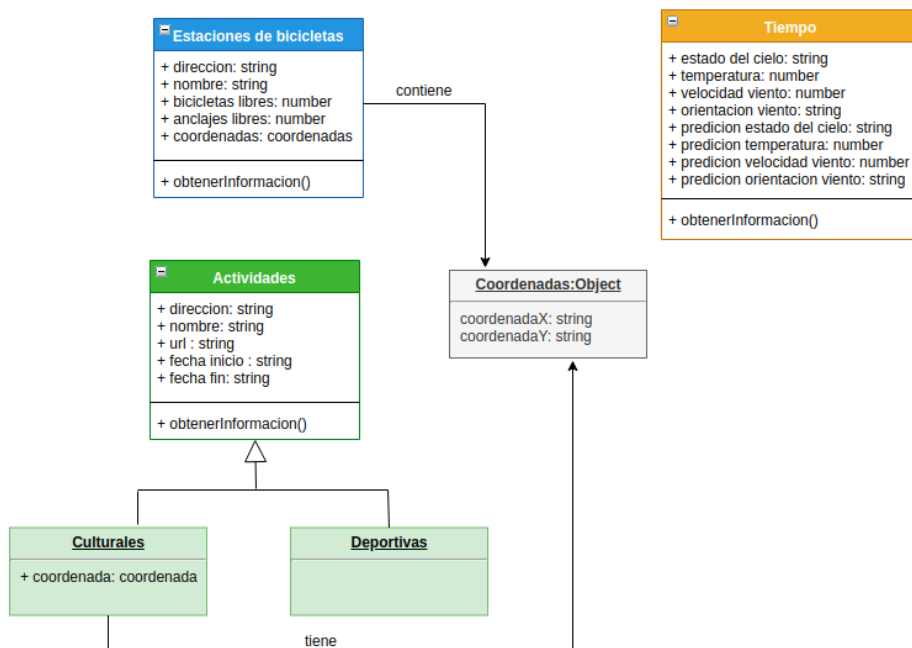 Estaciones de bicicletas
+ direccion: string
+ nombre: string
+ bicicletas libres: number
+ anclajes libres: number
+ coordenadas: coordenadas
+ obtenerInformacion()
contiene
Tiempo
+ estado del cielo: string
+ temperatura: number
+ velocidad viento: number
+ orientacion viento: string
+ predicion estado del cielo: string
+ predicion temperatura: number
+ predicion velocidad viento: number
+ predicion orientacion viento: string
+ obtenerInformacion()
Actividades
+ direccion: string
+ nombre: string
+ url : string
+ fecha inicio : string
+ fecha fin: string
+ obtenerInformacion()
Coordenadas:Object
coordenadaX: string
coordenadaY: string
Culturales
+ coordenada: coordenada
Deportivas
tiene